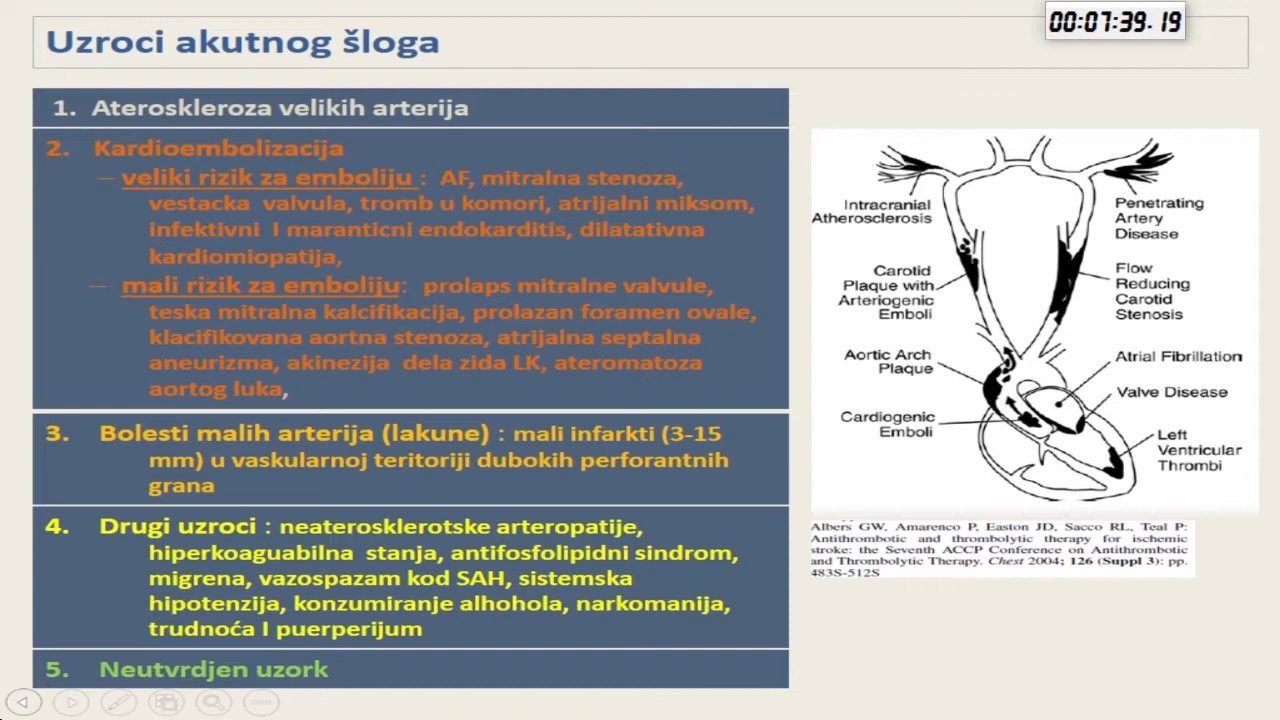 00:07:39.19
Uzroci akutnog šloga
1. Ateroskleroza velikih arterija
2. Kardioembolizacija
– veliki rizik za emboliju : AF, mitralna stenoza,
vestacka valvula, tromb u komori, atrijalni miksom,
infektivni I maranticni endokarditis, dilatativna
kardiomiopatija,
– mali rizik za emboliju: prolaps mitralne valvule,
teska mitralna kalcifikacija, prolazan foramen ovale,
klacifikovana aortna stenoza, atrijalna septalna
aneurizma, akinezija dela zida LK, ateromatoza
aortog luka,
3. Bolesti malih arterija (lakune) : mali infarkti (3-15
mm) u vaskularnoj teritoriji dubokih perforantnih
grana
4. Drugi uzroci : neaterosklerotske arteropatije,
hiperkoaguabilna stanja, antifosfolipidni sindrom,
migrena, vazospazam kod SAH, sistemska
hipotenzija, konzumiranje alhohola, narkomanija,
trudnoća I puerperijum
5. Neutvrdjen uzork
Intracranial
Atherosclerosis
Penetrating
Artery
Disease
Carotid
Plaque with
Arteriogenic
Emboli
Flow
Reducing
Carotid
Stenosis
Aortic Arch
Plaque
Atrial Fibrillation
Valve Disease
Cardiogenic
Emboli
Left
Ventricular
Thrombi
Albers GW, Amarenco P, Easton JD, Sacco RL, Teal P:
Antithrombotic and thrombolytic therapy for ischemic
stroke: the Seventh ACCP Conference on Antithrombotic
and Thrombolytic Therapy. Chest 2004; 126 (Suppl 3): pp.
483S-512S